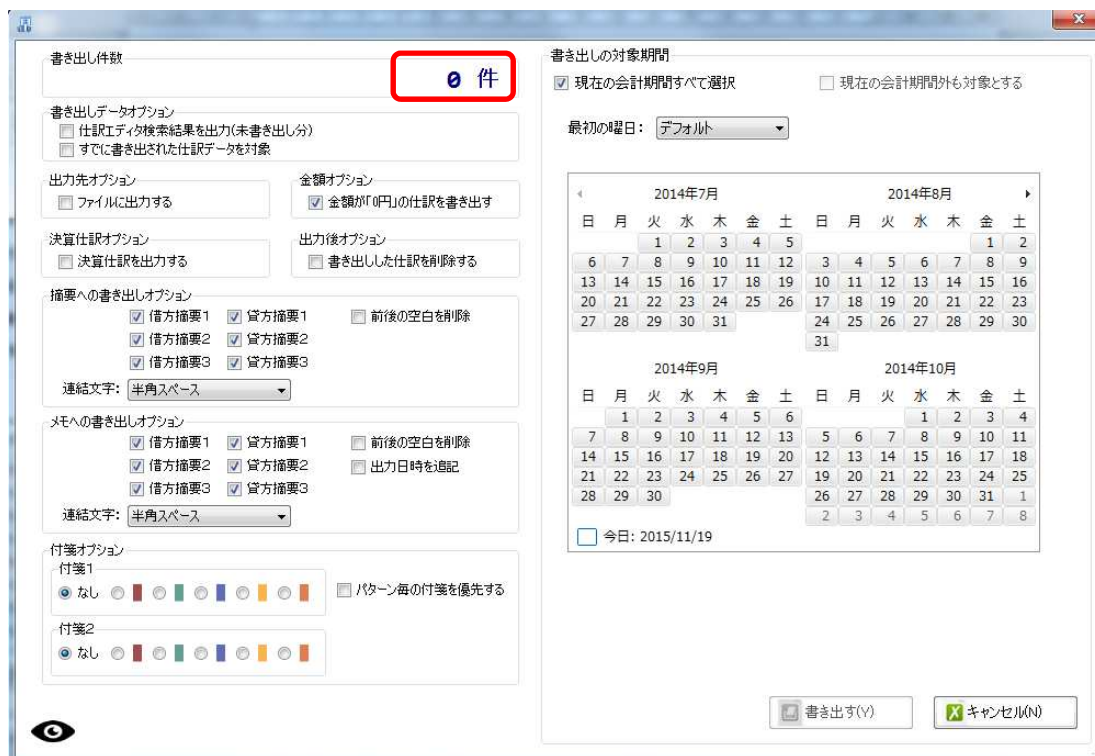 書き出し件数
0 件
書き出しデータオプション
仕訳エディタ検索結果を出力(未書き出し分)
すでに書き出された仕訳データを対象
出力先オプション
ファイルに出力する
金額オプション
金額が「0円」の仕訳を書き出す
決算仕訳オプション
決算仕訳を出力する
出力後オプション
書き出しした仕訳を削除する
摘要への書き出しオプション
借方摘要1 貸方摘要1 前後の空白を削除
借方摘要2 貸方摘要2
借方摘要3 貸方摘要3
連結文字: 半角スペース
メモへの書き出しオプション
借方摘要1 貸方摘要1 前後の空白を削除
借方摘要2 貸方摘要2 出力日時を追記
借方摘要3 貸方摘要3
連結文字: 半角スペース
付箋オプション
付箋1
なし
パターン毎の付箋を優先する
付箋2
なし
書き出しの対象期間
現在の会計期間すべて選択 現在の会計期間外も対象とする
最初の曜日: デフォルト
2014年7月
日 月 火 水 木 金 土
1 2 3 4 5
6 7 8 9 10 11 12
13 14 15 16 17 18 19
20 21 22 23 24 25 26
27 28 29 30 31
2014年8月
日 月 火 水 木 金 土
1 2
3 4 5 6 7 8 9
10 11 12 13 14 15 16
17 18 19 20 21 22 23
24 25 26 27 28 29 30
31
2014年9月
日 月 火 水 木 金 土
1 2 3 4 5 6
7 8 9 10 11 12 13
14 15 16 17 18 19 20
21 22 23 24 25 26 27
28 29 30
2014年10月
日 月 火 水 木 金 土
1 2 3 4
5 6 7 8 9 10 11
12 13 14 15 16 17 18
19 20 21 22 23 24 25
26 27 28 29 30 31 1
2 3 4 5 6 7 8
今日: 2015/11/19
書き出す(Y) キャンセル(N)